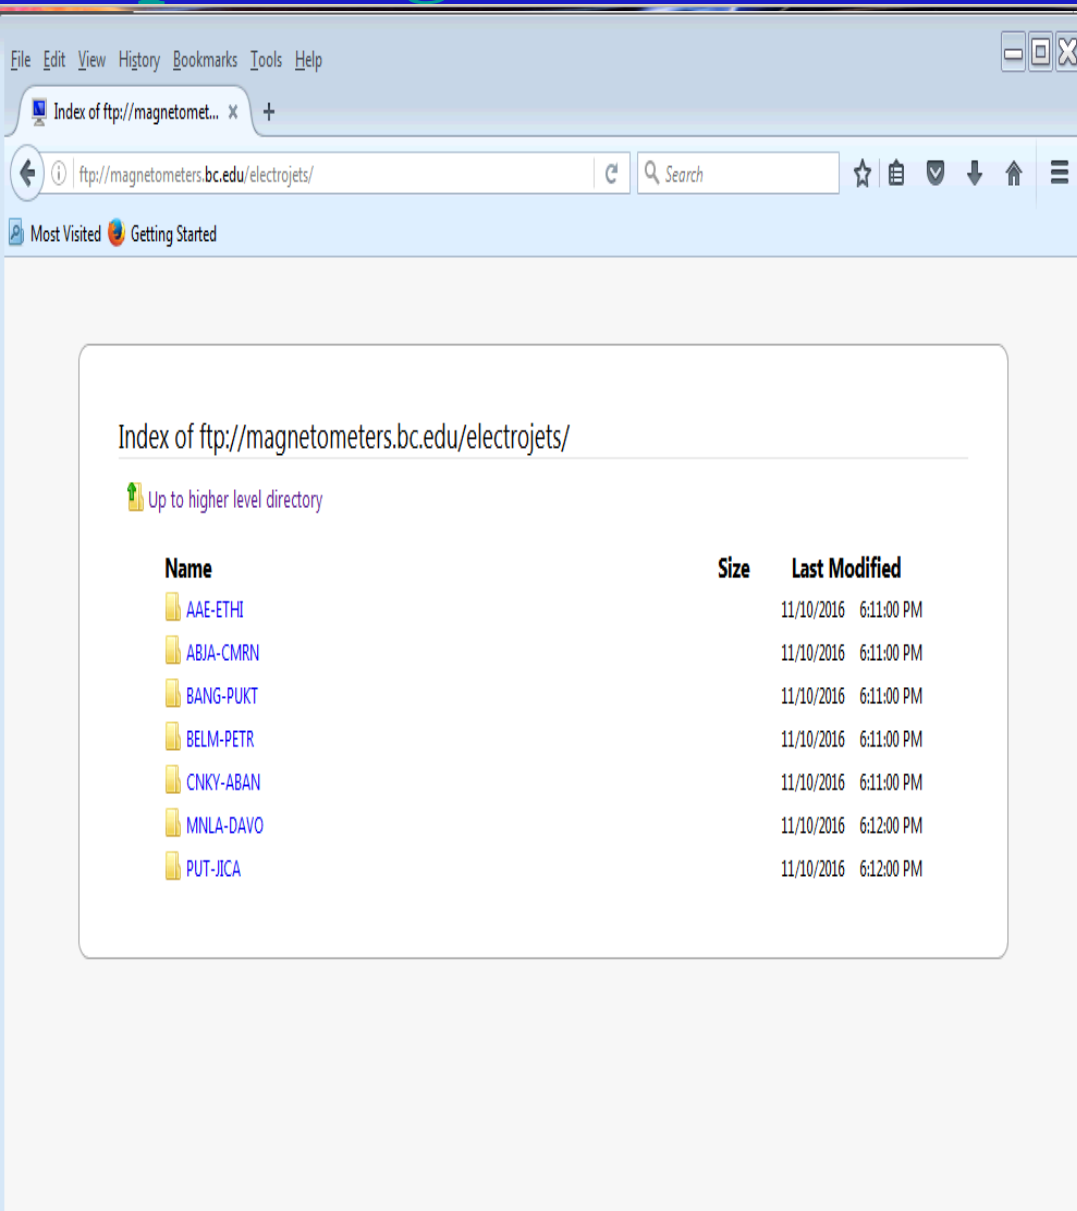 File Edit View History Bookmarks Tools Help
Index of ftp://magnetomet...
ftp://magnetometers.bc.edu/electrojets/ Search
Most Visited Getting Started
Index of ftp://magnetometers.bc.edu/electrojets/
Up to higher level directory
Name Size Last Modified
AAE-ETHI 11/10/2016 6:11:00 PM
ABJA-CMRN 11/10/2016 6:11:00 PM
BANG-PUKT 11/10/2016 6:11:00 PM
BELM-PETR 11/10/2016 6:11:00 PM
CNKY-ABAN 11/10/2016 6:11:00 PM
MNLA-DAVO 11/10/2016 6:12:00 PM
PUT-JICA 11/10/2016 6:12:00 PM